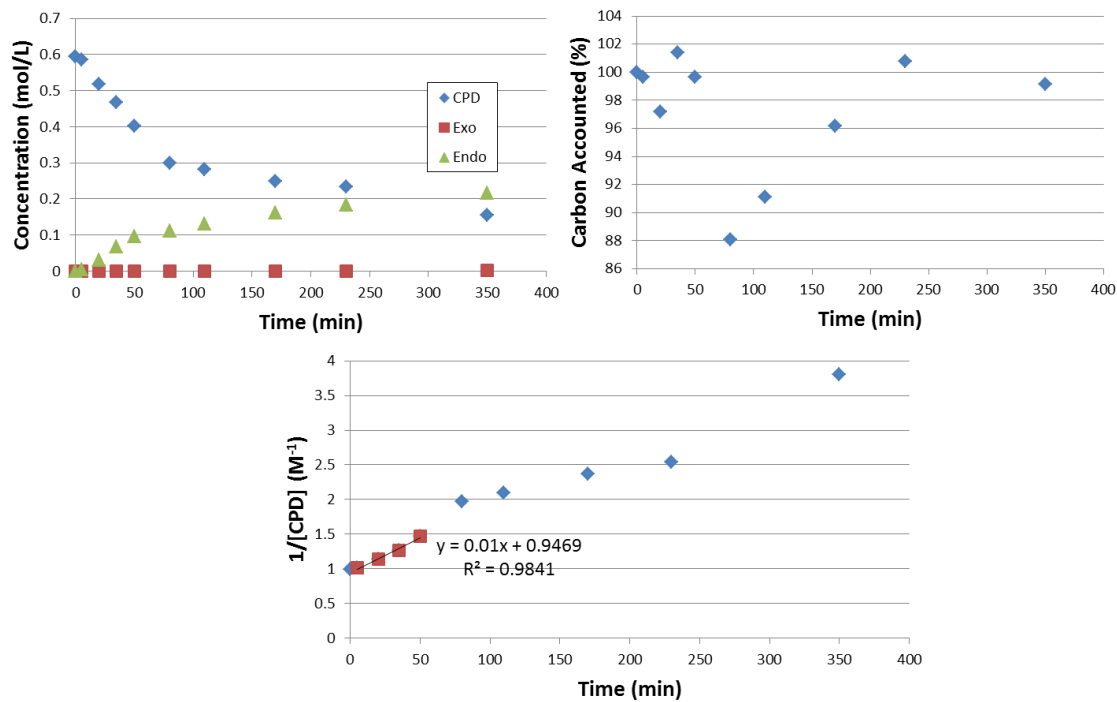 Concentration (mol/L)
0.7
0.6
0.5
0.4
0.3
0.2
0.1
0
CPD
Exo
Endo
0 50 100 150 200 250 300 350 400
Time (min)
Carbon Accounted (%)
104
102
100
98
96
94
92
90
88
86
0 50 100 150 200 250 300 350 400
Time (min)
1/[CPD] (M⁻¹)
4
3.5
3
2.5
2
1.5
1
0.5
0
y = 0.01x + 0.9469
R² = 0.9841
0 50 100 150 200 250 300 350 400
Time (min)